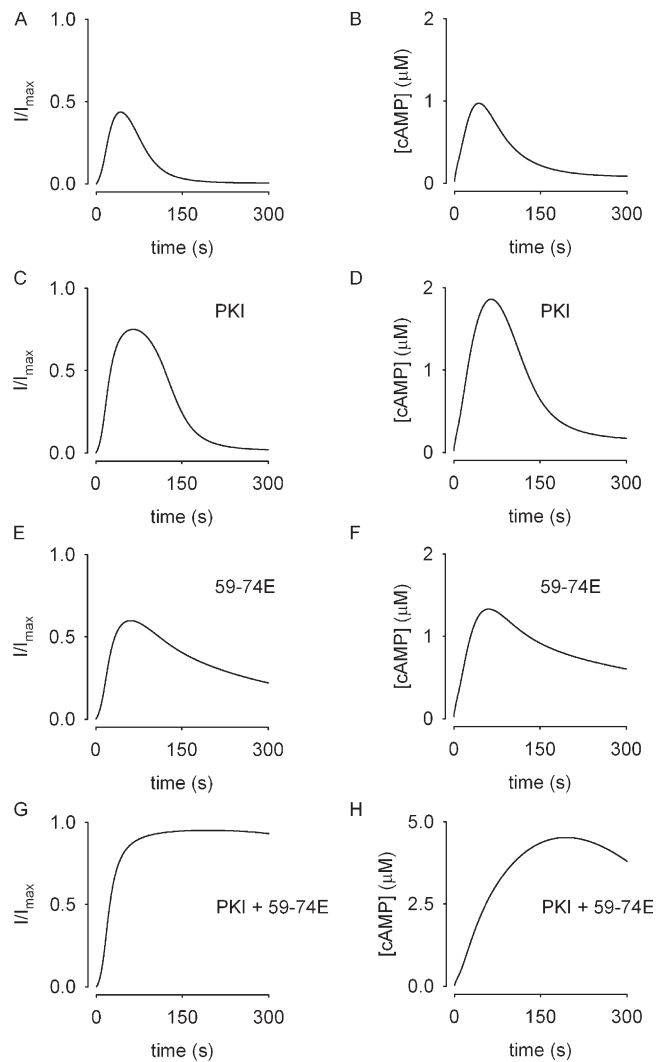 A
1.0
0.5
0.0
I/Imax
0 150 300
time (s)
B
2
1
0
[cAMP] (μM)
0 150 300
time (s)
C
1.0
0.5
0.0
I/Imax
PKI
0 150 300
time (s)
D
2
1
0
[cAMP] (μM)
PKI
0 150 300
time (s)
E
1.0
0.5
0.0
I/Imax
59-74E
0 150 300
time (s)
F
2
1
0
[cAMP] (μM)
59-74E
0 150 300
time (s)
G
1.0
0.5
0.0
I/Imax
PKI + 59-74E
0 150 300
time (s)
H
5.0
2.5
0.0
[cAMP] (μM)
PKI + 59-74E
0 150 300
time (s)